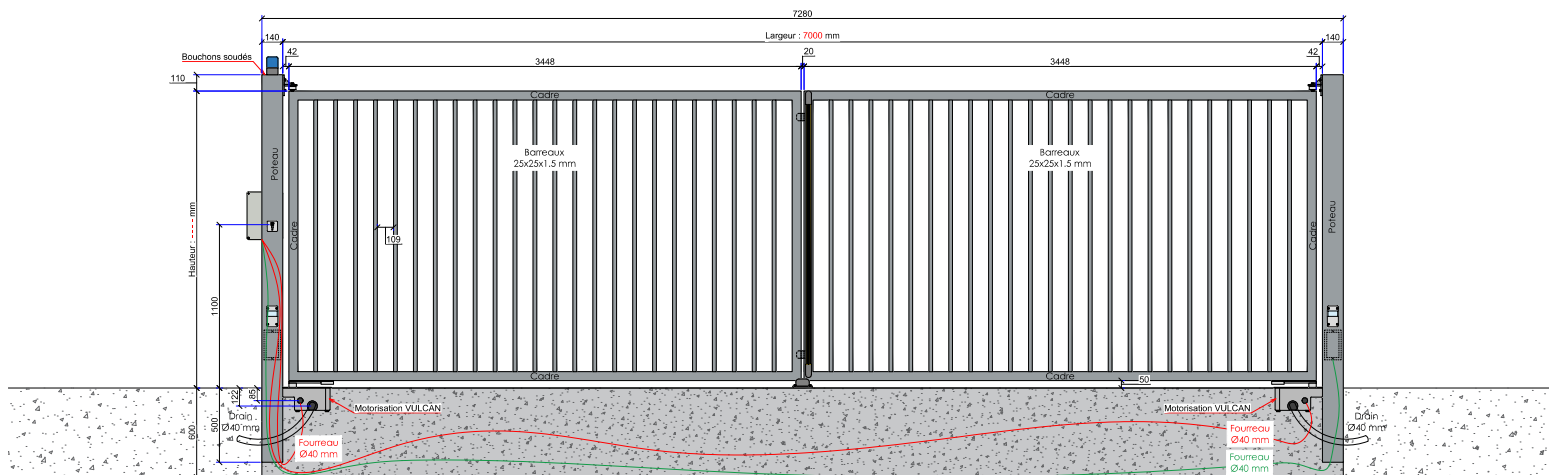 7280
140
Largeur : 7000 mm
140
Bouchons soudés
42
20
42
3448
3448
110
Cadre
Cadre
Barreaux
25x25x1.5 mm
Barreaux
25x25x1.5 mm
Poteau
Poteau
Hauteur : ---- mm
Cadre
Cadre
109
1100
Cadre
Cadre
50
122
85
500
600
Motorisation VULCAN
Motorisation VULCAN
Drain
Ø40 mm
Drain
Ø40 mm
Fourreau
Ø40 mm
Fourreau
Ø40 mm
Fourreau
Ø40 mm